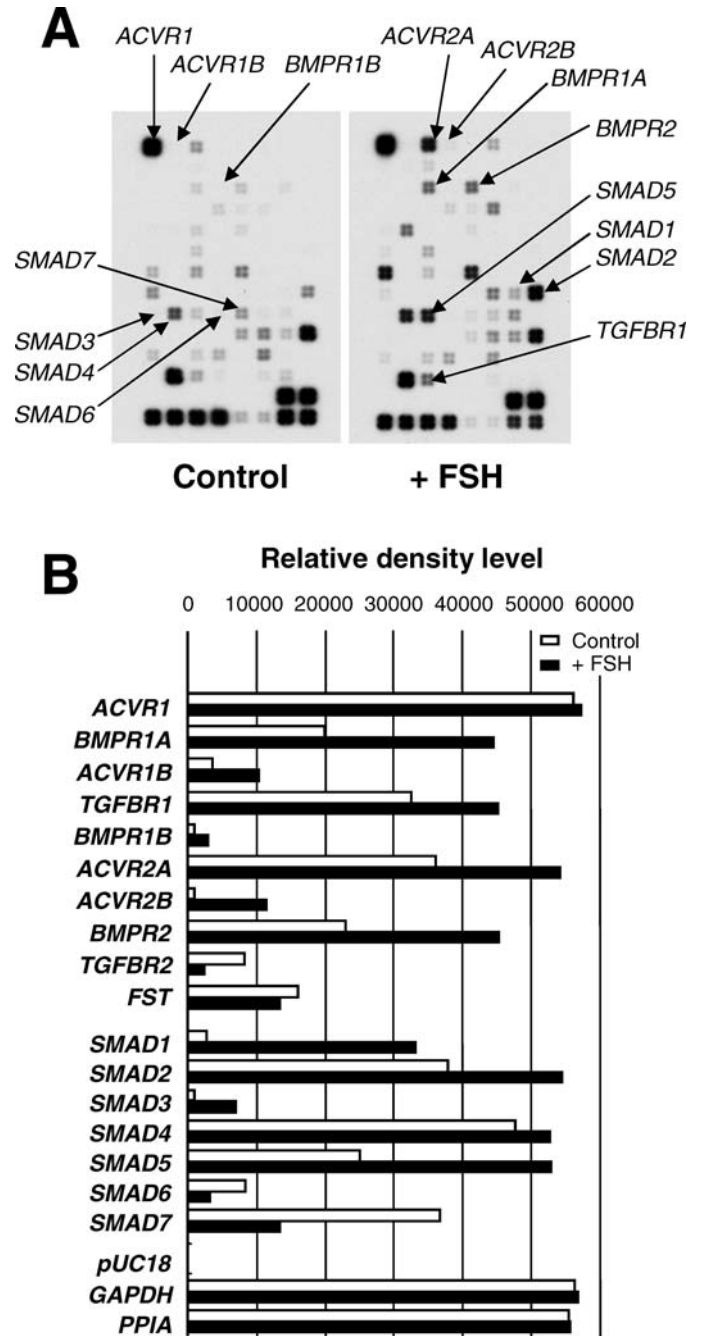 A
ACVR1
ACVR1B
BMPR1B
ACVR2A
ACVR2B
BMPR1A
BMPR2
SMAD5
SMAD1
SMAD2
TGFBR1
SMAD7
SMAD3
SMAD4
SMAD6
Control
+ FSH
B
Relative density level
0 10000 20000 30000 40000 50000 60000
Control
+ FSH
ACVR1
BMPR1A
ACVR1B
TGFBR1
BMPR1B
ACVR2A
ACVR2B
BMPR2
TGFBR2
FST
SMAD1
SMAD2
SMAD3
SMAD4
SMAD5
SMAD6
SMAD7
pUC18
GAPDH
PPIA